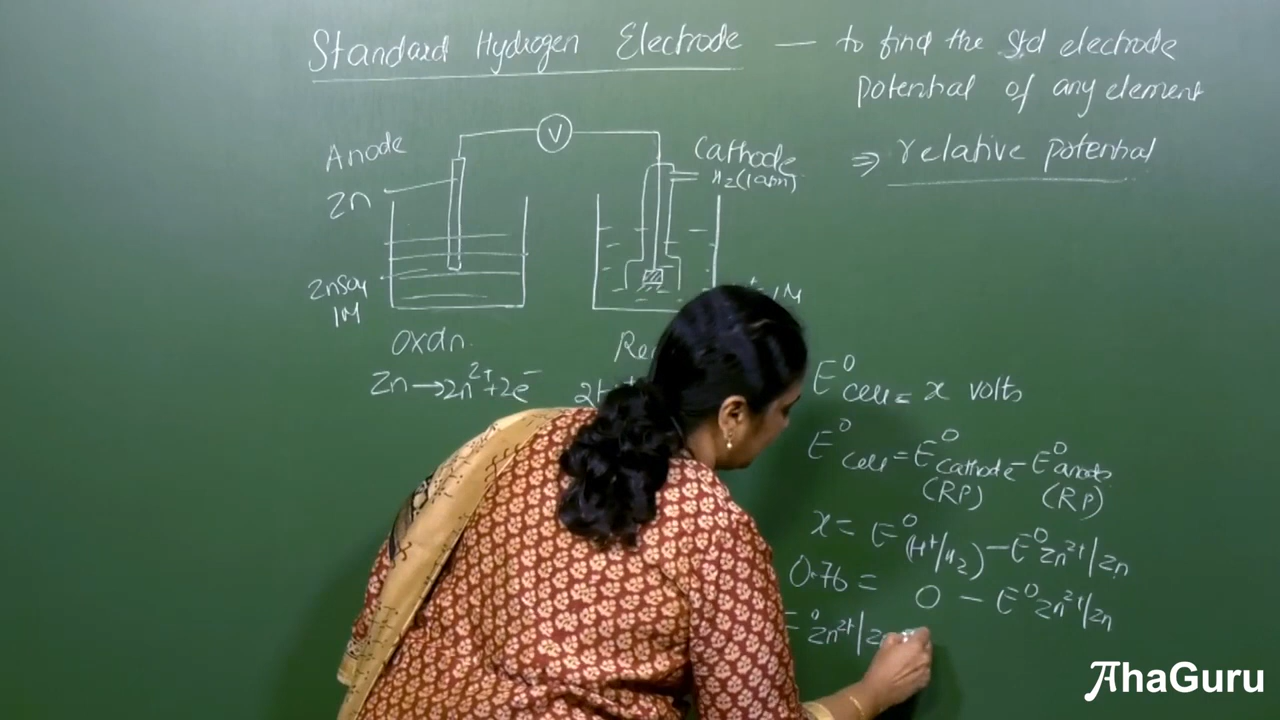 Standard Hydrogen Electrode — to find the Std electrode
potential of any element
⇒ relative potential
Anode
V
Cathode
H₂(1atm)
Zn
ZnSO₄
1M
1M
Oxdn.
Zn → Zn²⁺ + 2e⁻
E⁰cell = x volts
E⁰cell = E⁰cathode - E⁰anode
(RP) (RP)
x = E⁰(H⁺/H₂) - E⁰Zn²⁺|Zn
0.76 = 0 - E⁰Zn²⁺|Zn
AhaGuru